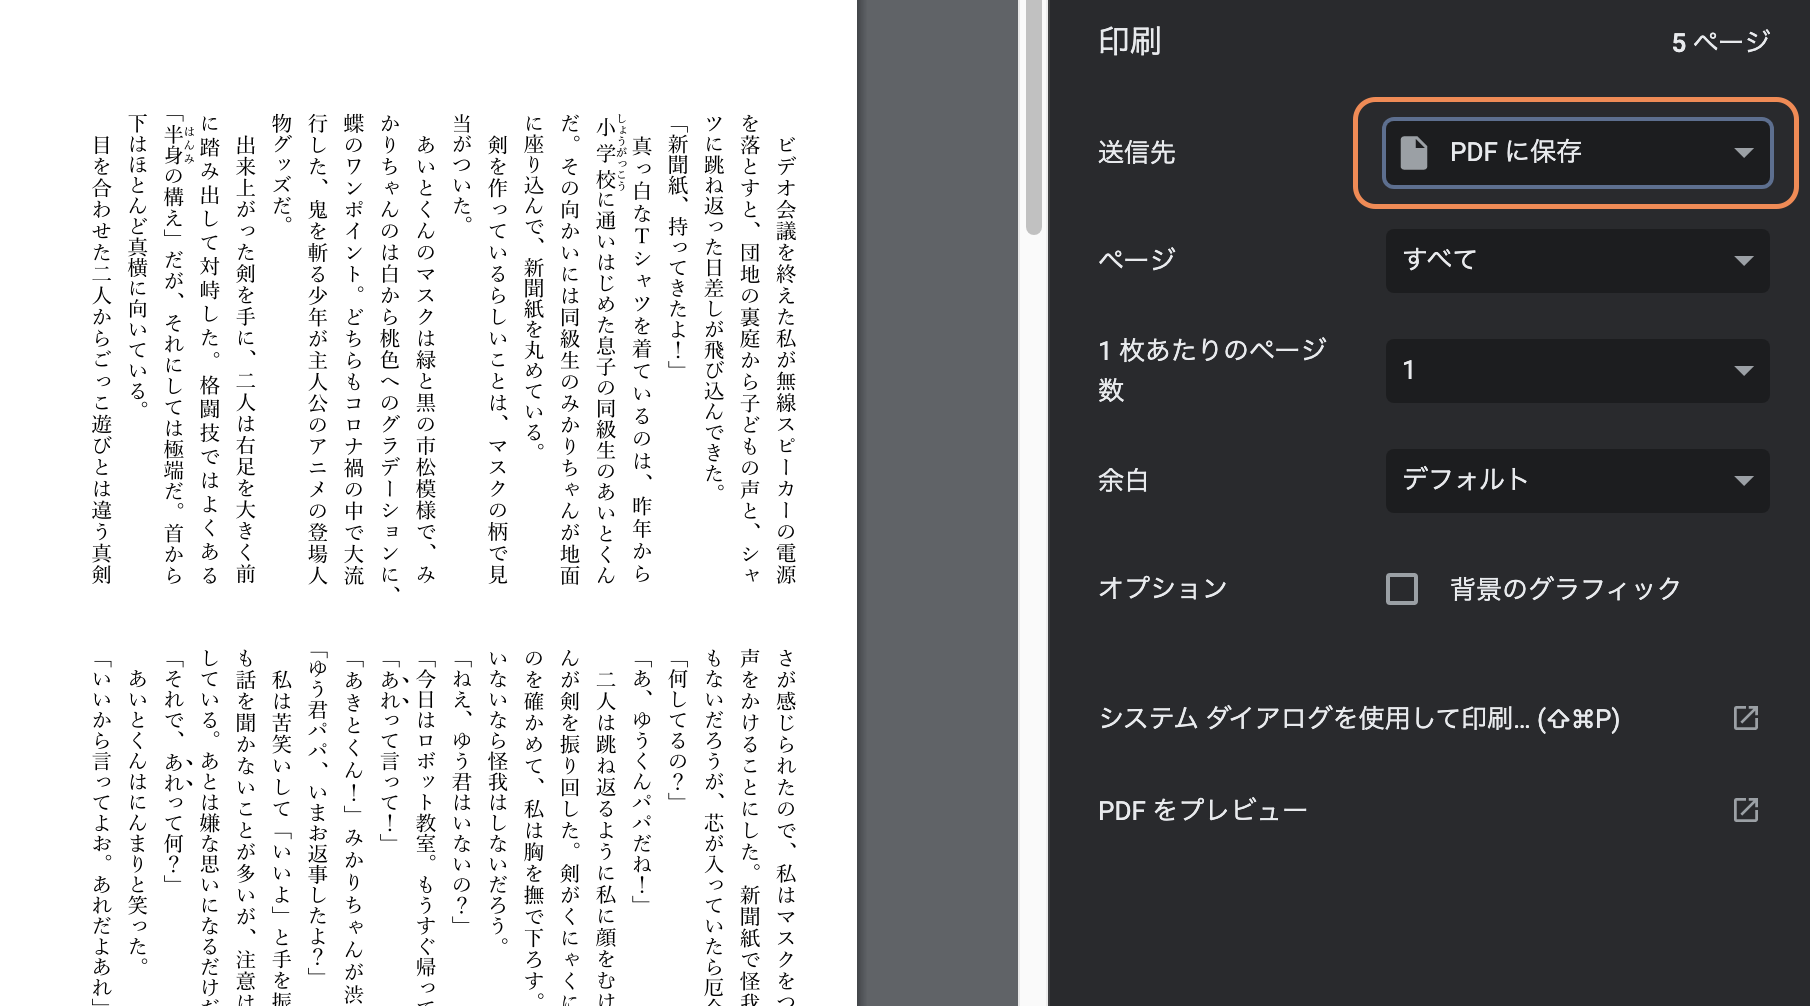 ビデオ会議を終えた私が無線スピーカーの電源
を落とすと、団地の裏庭から子どもの声と、シャ
ツに跳ね返った日差しが飛び込んできた。
「新聞紙、持ってきたよ！」
真っ白なTシャツを着ているのは、昨年から
小学校に通いはじめた息子の同級生のあいとくん
しょうがっこう
だ。その向かいには同級生のみかりちゃんが地面
に座り込んで、新聞紙を丸めている。
剣を作っているらしいことは、マスクの柄で見
当がついた。
あいとくんのマスクは緑と黒の市松模様で、み
かりちゃんのは白から桃色へのグラデーションに、
蝶のワンポイント。どちらもコロナ禍の中で大流
行した、鬼を斬る少年が主人公のアニメの登場人
物グッズだ。
出来上がった剣を手に、二人は右足を大きく前
に踏み出して対峙した。格闘技ではよくある
「半身の構え」だが、それにしては極端だ。首から
はんみ
下はほとんど真横に向いている。
目を合わせた二人からごっこ遊びとは違う真剣
さが感じられたので、私はマスクをつ
声をかけることにした。新聞紙で怪我
もないだろうが、芯が入っていたら厄介
「何してるの？」
「あ、ゆうくんパパだね！」
二人は跳ね返るように私に顔をむけ
んが剣を振り回した。剣がくにゃくに
のを確かめて、私は胸を撫で下ろす。
いないなら怪我はしないだろう。
「ねえ、ゆう君はいないの？」
「今日はロボット教室。もうすぐ帰って
「あれって言って！」
「あきとくん！」みかりちゃんが渋
「ゆう君パパ、いまお返事したよ？」
私は苦笑いして「いいよ」と手を振
も話を聞かないことが多いが、注意は
している。あとは嫌な思いになるだけだ
「それで、あれって何？」
あいとくんはにんまりと笑った。
「いいから言ってよお。あれだよあれ」
印刷
5 ページ
送信先
PDF に保存
ページ
すべて
1 枚あたりのページ
数
1
余白
デフォルト
オプション
背景のグラフィック
システム ダイアログを使用して印刷... (⇧⌘P)
PDF をプレビュー